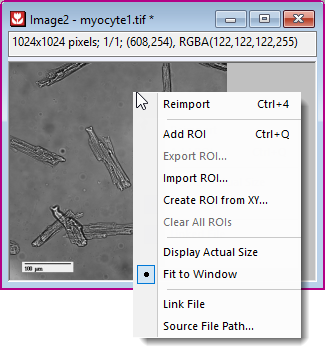 Image2 - myocyte1.tif *
1024x1024 pixels; 1/1; (608,254), RGBA(122,122,122,255)
Reimport Ctrl+4
Add ROI Ctrl+Q
Export ROI...
Import ROI...
Create ROI from XY...
Clear All ROIs
Display Actual Size
Fit to Window
Link File
Source File Path...
100 µm